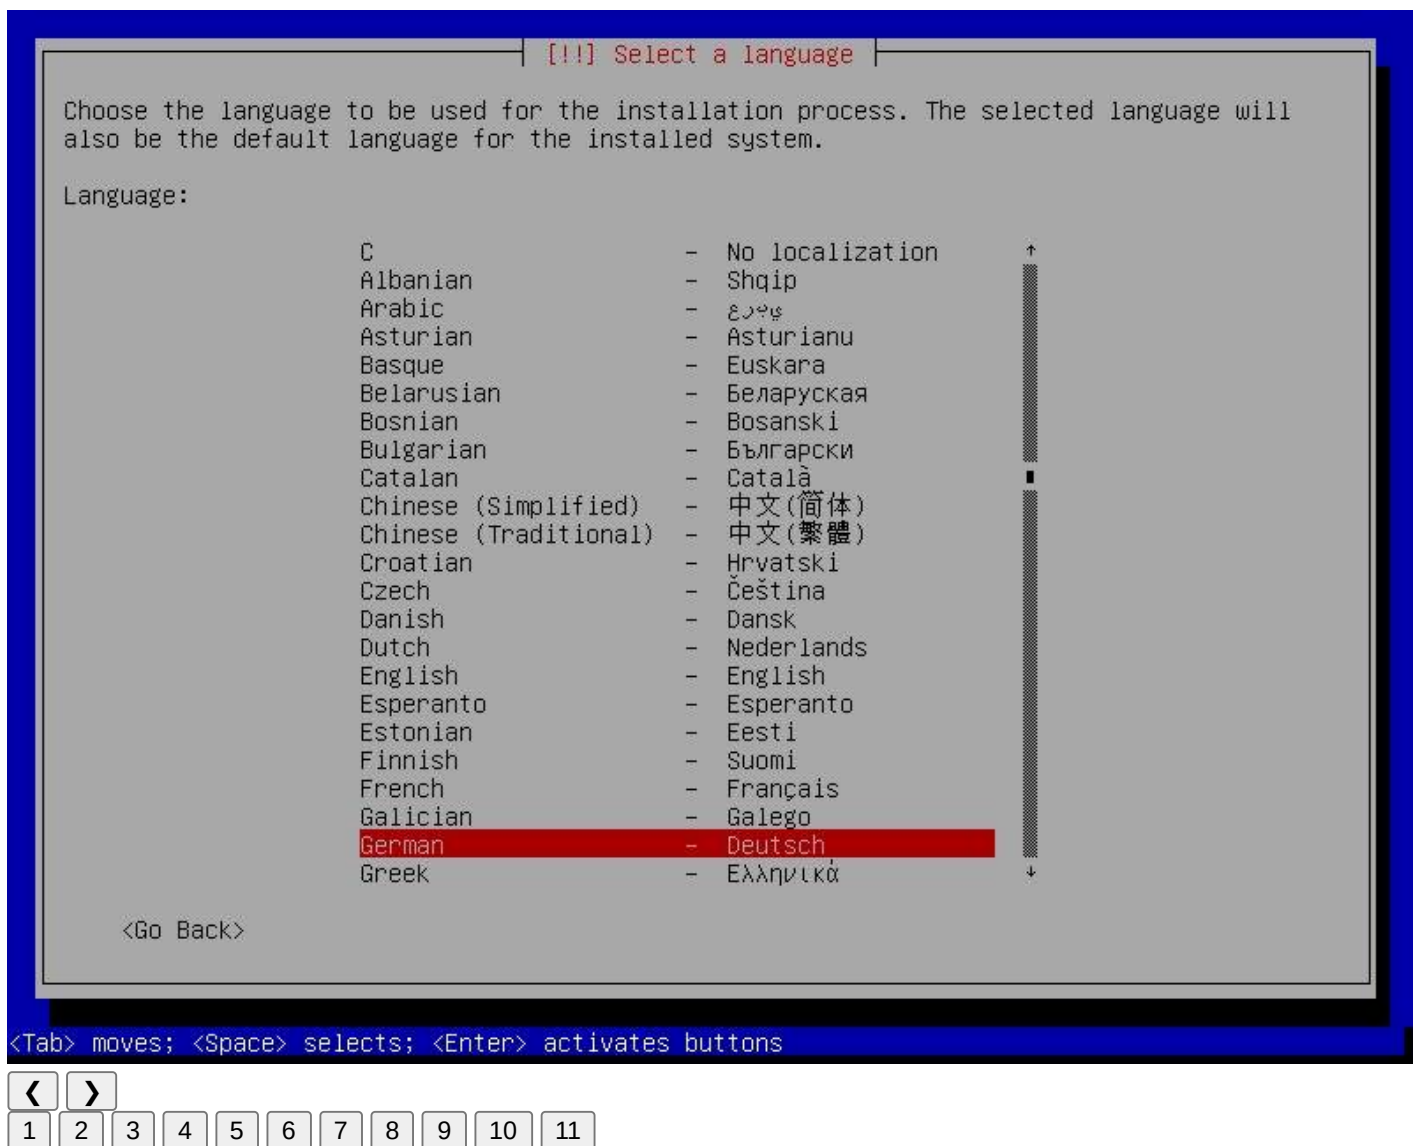 [!!] Select a language
Choose the language to be used for the installation process. The selected language will
also be the default language for the installed system.
Language:
C - No localization ↑
Albanian - Shqip
Arabic -
Asturian - Asturianu
Basque - Euskara
Belarusian - Беларуская
Bosnian - Bosanski
Bulgarian - Български
Catalan - Català
Chinese (Simplified) - 中文(简体)
Chinese (Traditional) - 中文(繁體)
Croatian - Hrvatski
Czech - Čeština
Danish - Dansk
Dutch - Nederlands
English - English
Esperanto - Esperanto
Estonian - Eesti
Finnish - Suomi
French - Français
Galician - Galego
German - Deutsch
Greek - Ελληνικά ↓
<Go Back>
<Tab> moves; <Space> selects; <Enter> activates buttons
❮ ❯
1 2 3 4 5 6 7 8 9 10 11